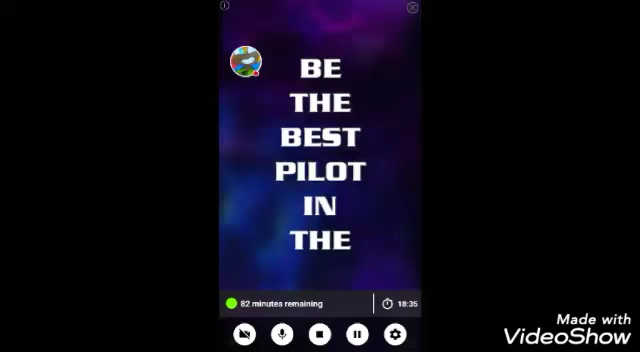 BE
THE
BEST
PILOT
IN
THE
82 minutes remaining
18:35
Made with
VideoShow